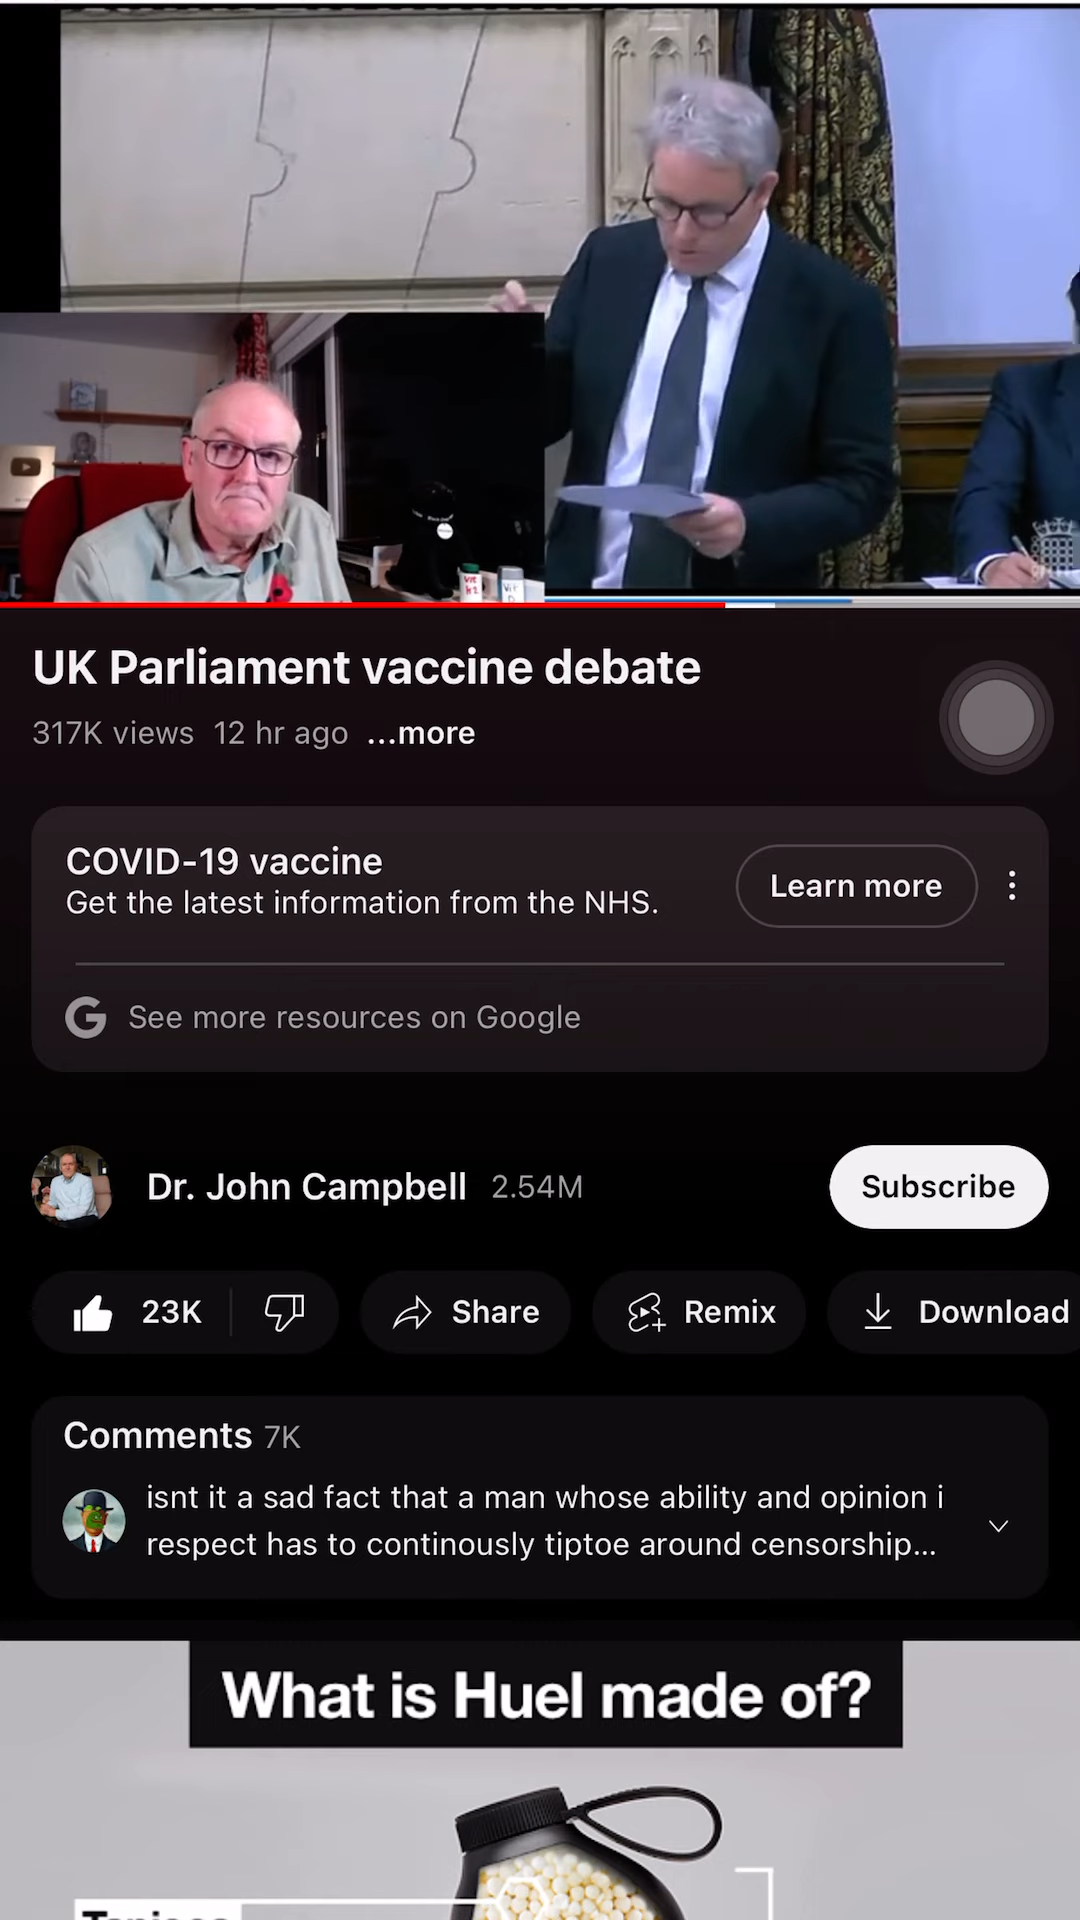 VIt
K2
Vit
D
UK Parliament vaccine debate
317K views 12 hr ago ...more
COVID-19 vaccine
Get the latest information from the NHS.
Learn more
See more resources on Google
Dr. John Campbell 2.54M
Subscribe
23K
Share
Remix
Download
Comments 7K
isnt it a sad fact that a man whose ability and opinion i
respect has to continously tiptoe around censorship...
What is Huel made of?